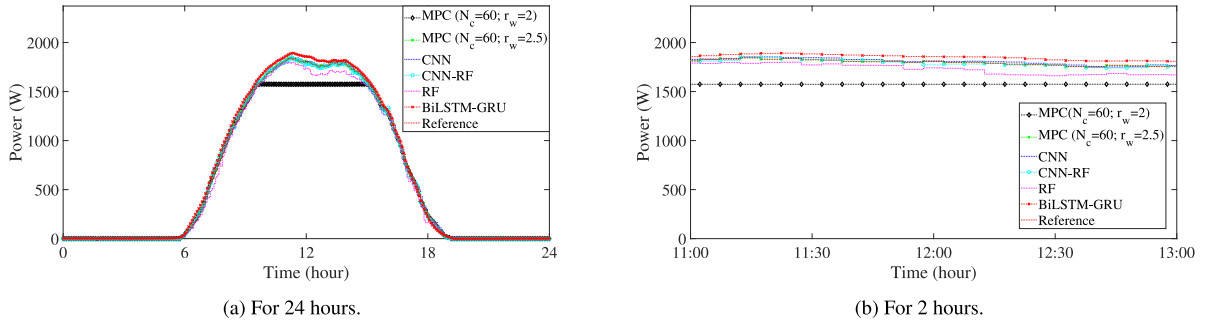 2000
1500
1000
500
0
Power (W)
0 6 12 18 24
Time (hour)
MPC (N_c=60; r_w=2)
MPC (N_c=60; r_w=2.5)
CNN
CNN-RF
RF
BiLSTM-GRU
Reference
(a) For 24 hours.
2000
1500
1000
500
0
Power (W)
11:00 11:30 12:00 12:30 13:00
Time (hour)
MPC(N_c=60; r_w=2)
MPC (N_c=60; r_w=2.5)
CNN
CNN-RF
RF
BiLSTM-GRU
Reference
(b) For 2 hours.